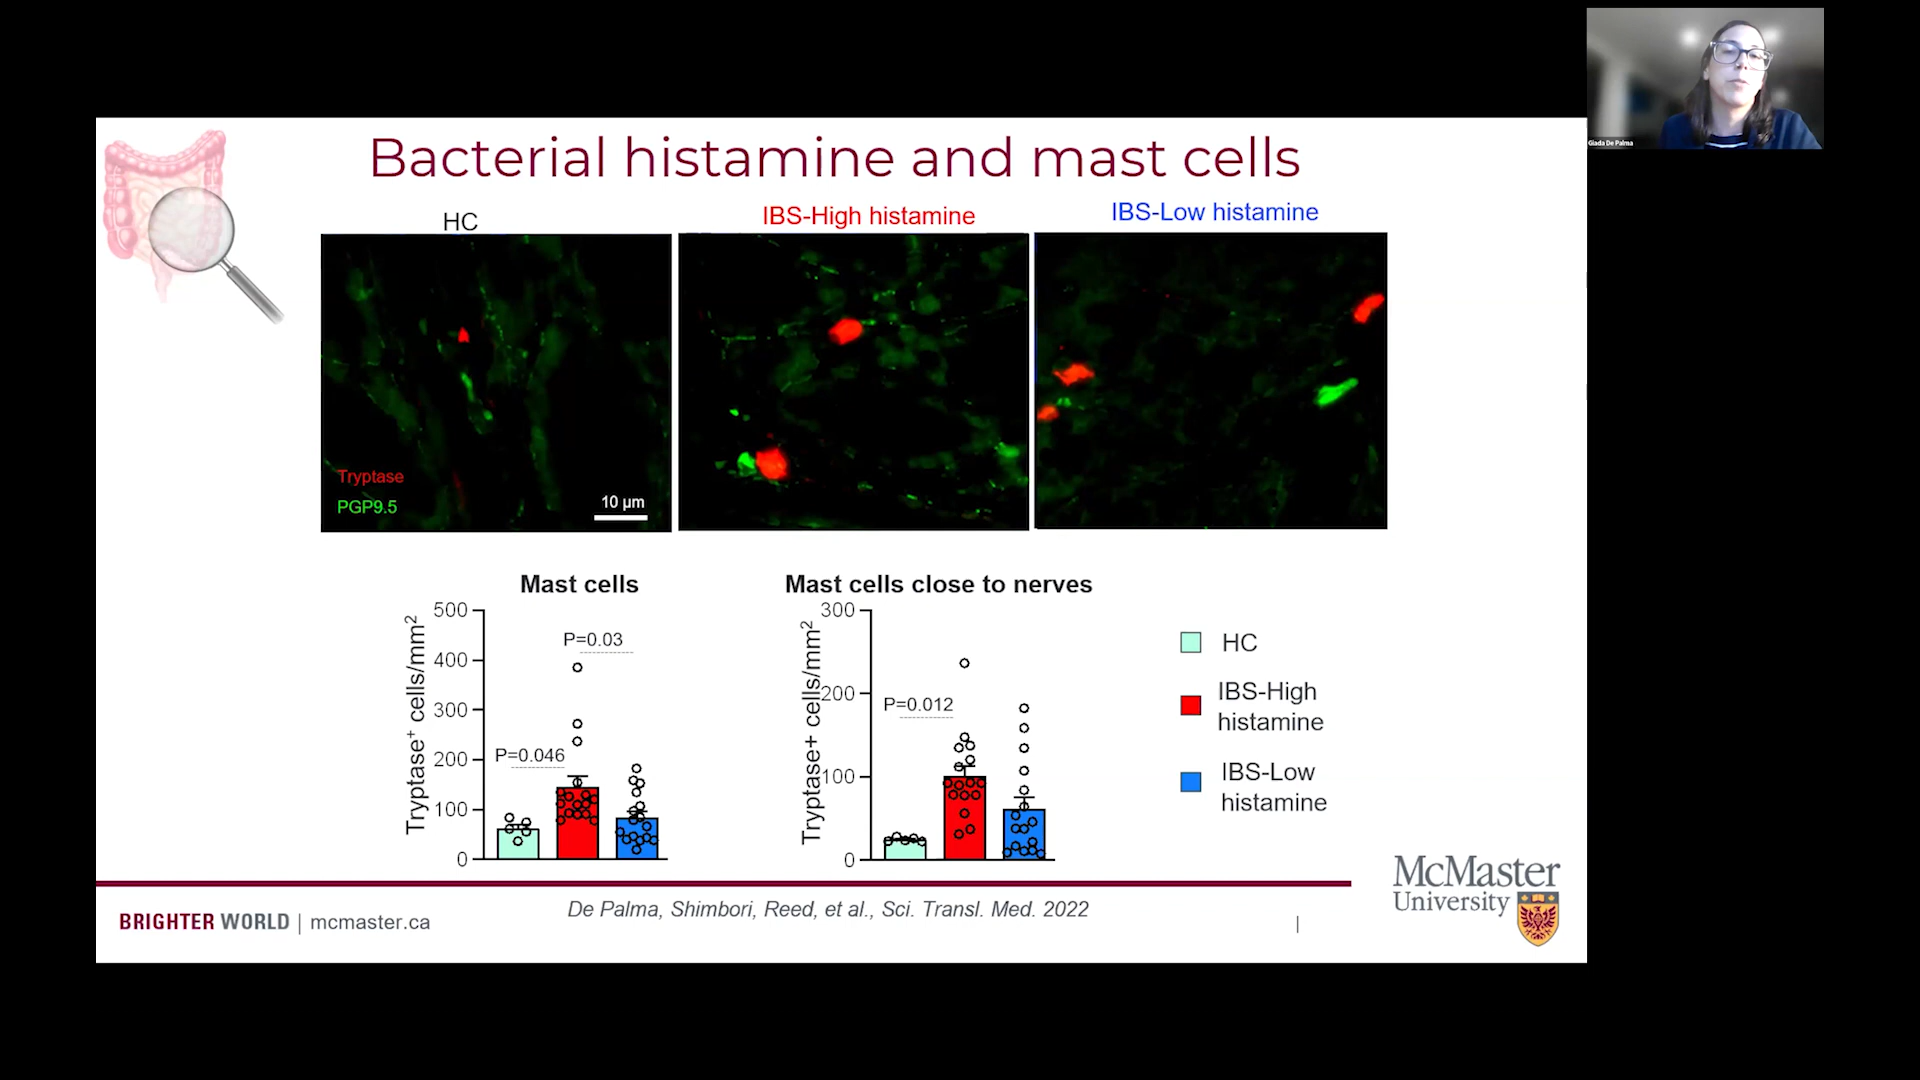 Giada De Palma
Bacterial histamine and mast cells
HC
IBS-High histamine
IBS-Low histamine
Tryptase
PGP9.5
10 µm
Mast cells
Tryptase⁺ cells/mm²
500
400
300
200
100
0
P=0.03
P=0.046
Mast cells close to nerves
Tryptase+ cells/mm²
300
200
100
0
P=0.012
HC
IBS-High
histamine
IBS-Low
histamine
BRIGHTER WORLD | mcmaster.ca
De Palma, Shimbori, Reed, et al., Sci. Transl. Med. 2022
|
McMaster
University